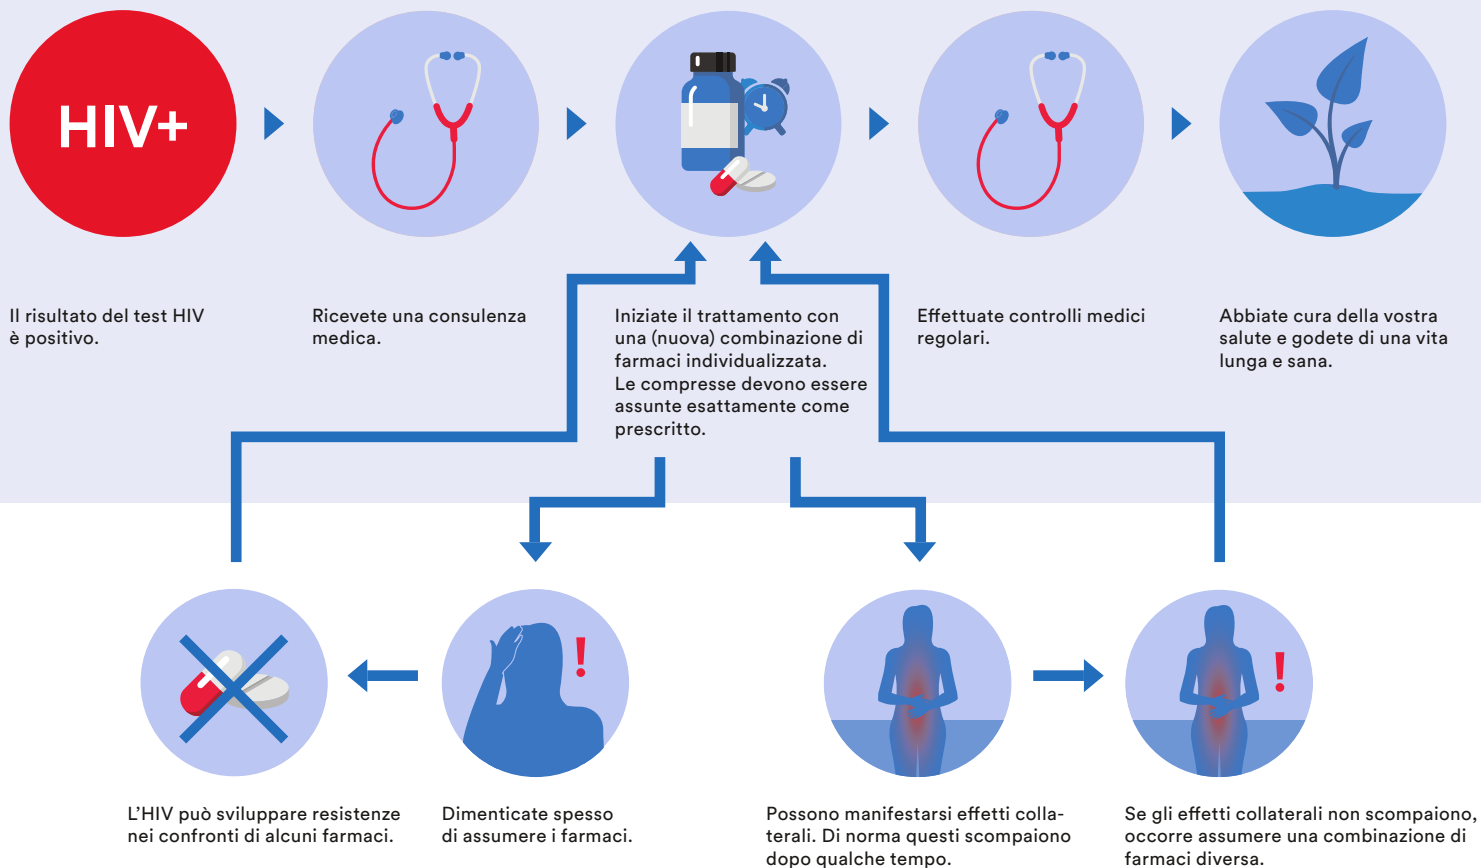 HIV+
Il risultato del test HIV
è positivo.
Ricevete una consulenza
medica.
Iniziate il trattamento con
una (nuova) combinazione di
farmaci individualizzata.
Le compresse devono essere
assunte esattamente come
prescritto.
Effettuate controlli medici
regolari.
Abbiate cura della vostra
salute e godete di una vita
lunga e sana.
!
!
L’HIV può sviluppare resistenze
nei confronti di alcuni farmaci.
Dimenticate spesso
di assumere i farmaci.
Possono manifestarsi effetti colla-
terali. Di norma questi scompaiono
dopo qualche tempo.
Se gli effetti collaterali non scompaiono,
occorre assumere una combinazione di
farmaci diversa.